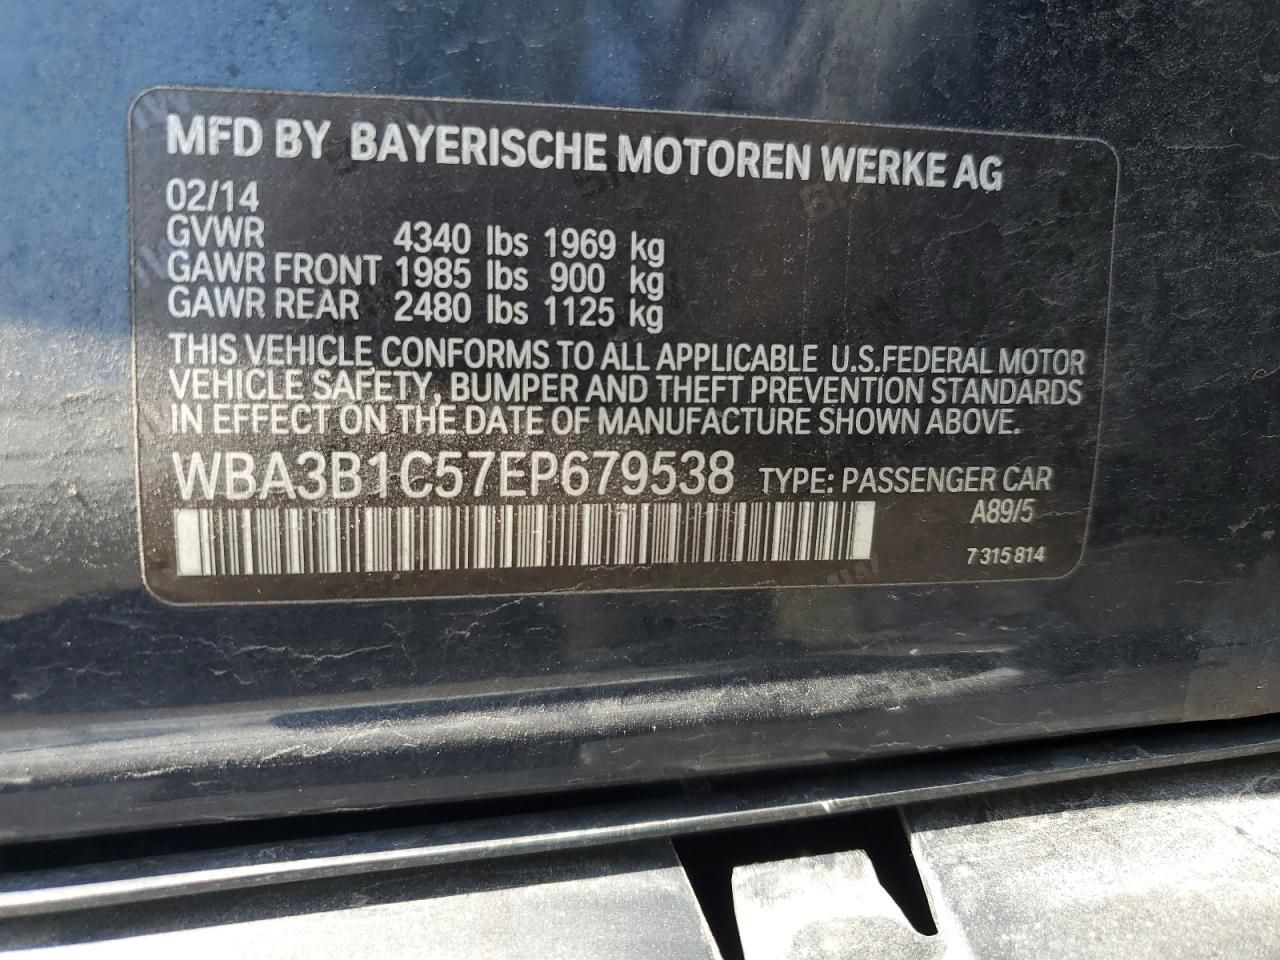 MFD BY BAYERISCHE MOTOREN WERKE AG
02/14
GVWR 4340 lbs 1969 kg
GAWR FRONT 1985 lbs 900 kg
GAWR REAR 2480 lbs 1125 kg
THIS VEHICLE CONFORMS TO ALL APPLICABLE U.S.FEDERAL MOTOR
VEHICLE SAFETY, BUMPER AND THEFT PREVENTION STANDARDS
IN EFFECT ON THE DATE OF MANUFACTURE SHOWN ABOVE.
WBA3B1C57EP679538 TYPE: PASSENGER CAR
A89/5
7 315 814